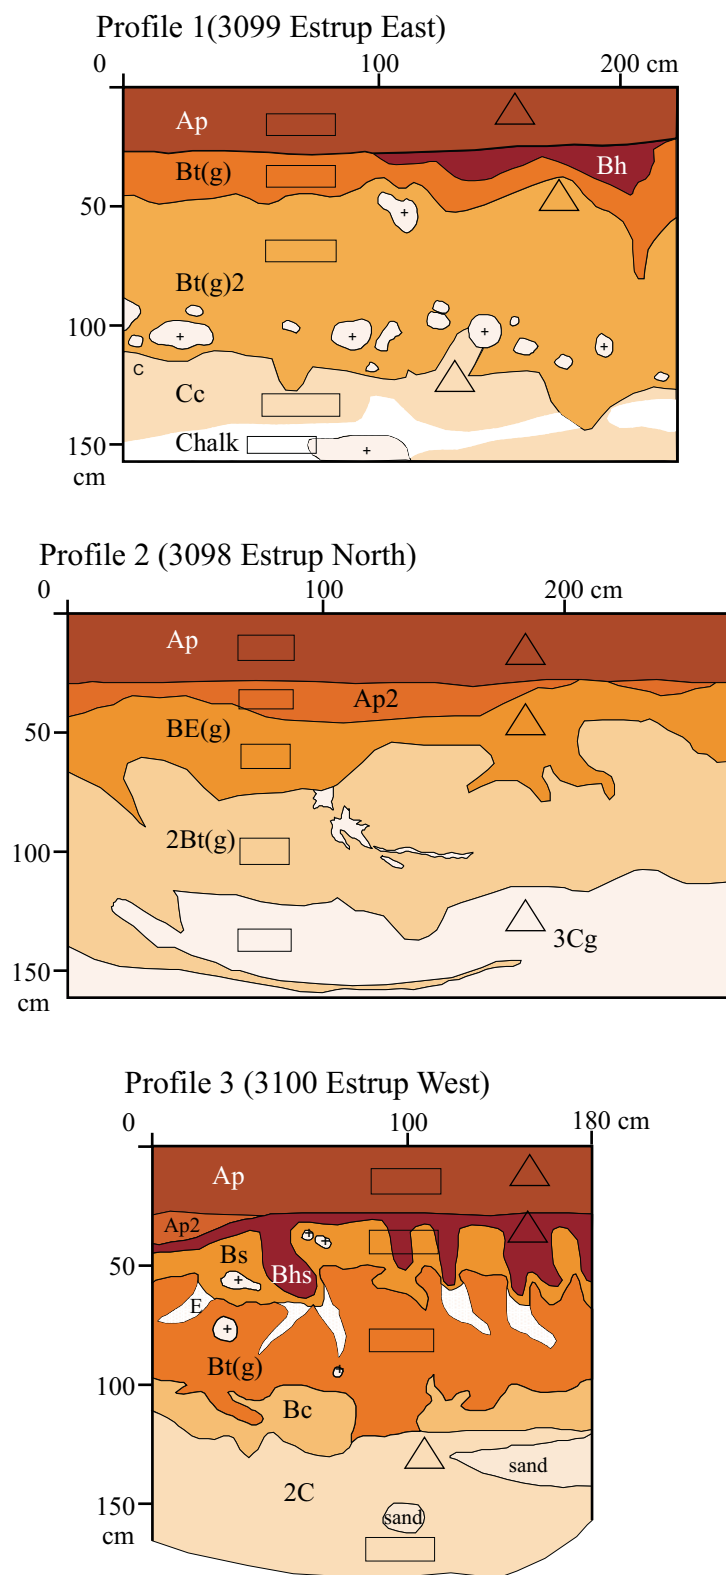 Profile 1(3099 Estrup East)
0 100 200 cm
Ap
Bh
Bt(g)
50
Bt(g)2
100
C
Cc
Chalk
150
cm
Profile 2 (3098 Estrup North)
0 100 200 cm
Ap
Ap2
BE(g)
50
2Bt(g)
100
3Cg
150
cm
Profile 3 (3100 Estrup West)
0 100 180 cm
Ap
Ap2
Bs
50
Bhs
E
Bt(g)
100
Bc
sand
2C
150
sand
cm